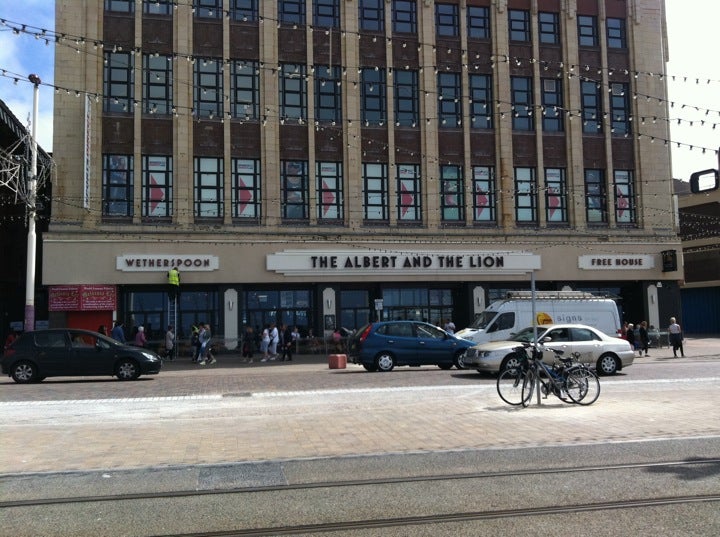 WETHERSPOON
THE ALBERT AND THE LION
FREE HOUSE
signs